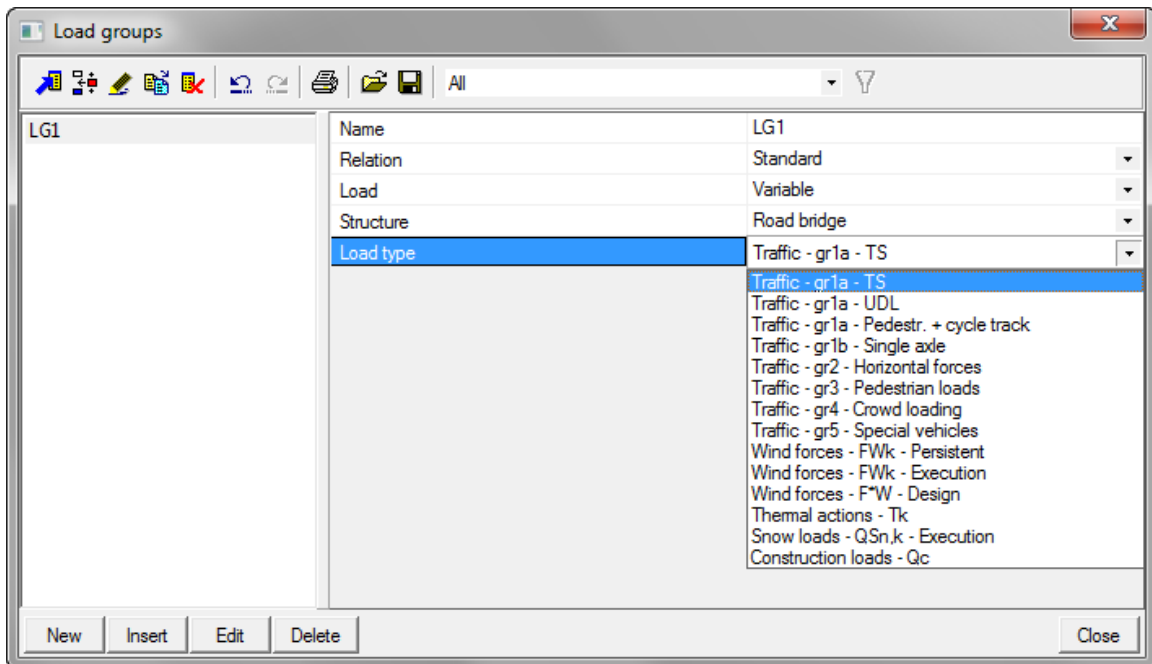 Load groups
All
LG1
Name LG1
Relation Standard
Load Variable
Structure Road bridge
Load type Traffic - gr1a - TS
Traffic - gr1a - TS
Traffic - gr1a - UDL
Traffic - gr1a - Pedestr. + cycle track
Traffic - gr1b - Single axle
Traffic - gr2 - Horizontal forces
Traffic - gr3 - Pedestrian loads
Traffic - gr4 - Crowd loading
Traffic - gr5 - Special vehicles
Wind forces - FWk - Persistent
Wind forces - FWk - Execution
Wind forces - F*W - Design
Thermal actions - Tk
Snow loads - QSn,k - Execution
Construction loads - Qc
New Insert Edit Delete Close